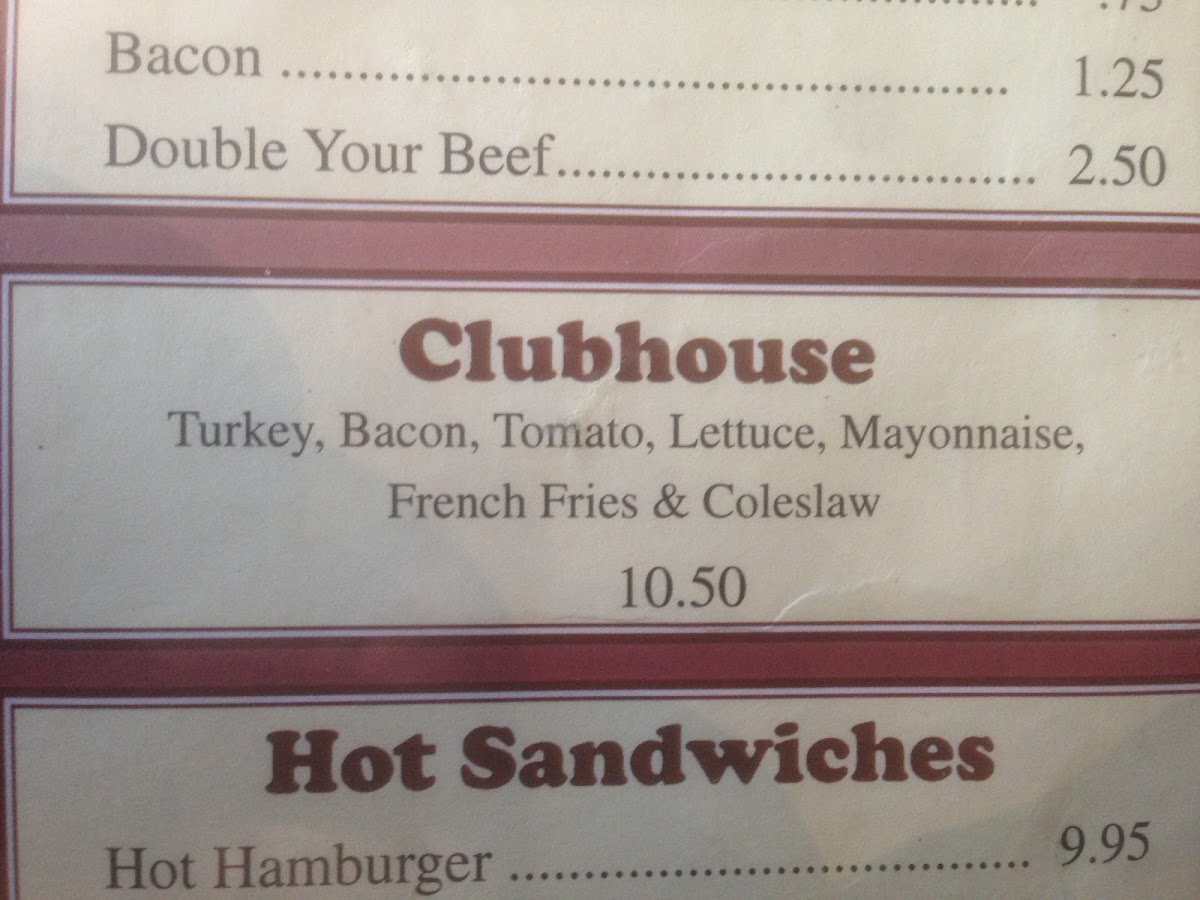 Bacon ............................................... 1.25
Double Your Beef................................. 2.50
Clubhouse
Turkey, Bacon, Tomato, Lettuce, Mayonnaise,
French Fries & Coleslaw
10.50
Hot Sandwiches
Hot Hamburger ................................... 9.95